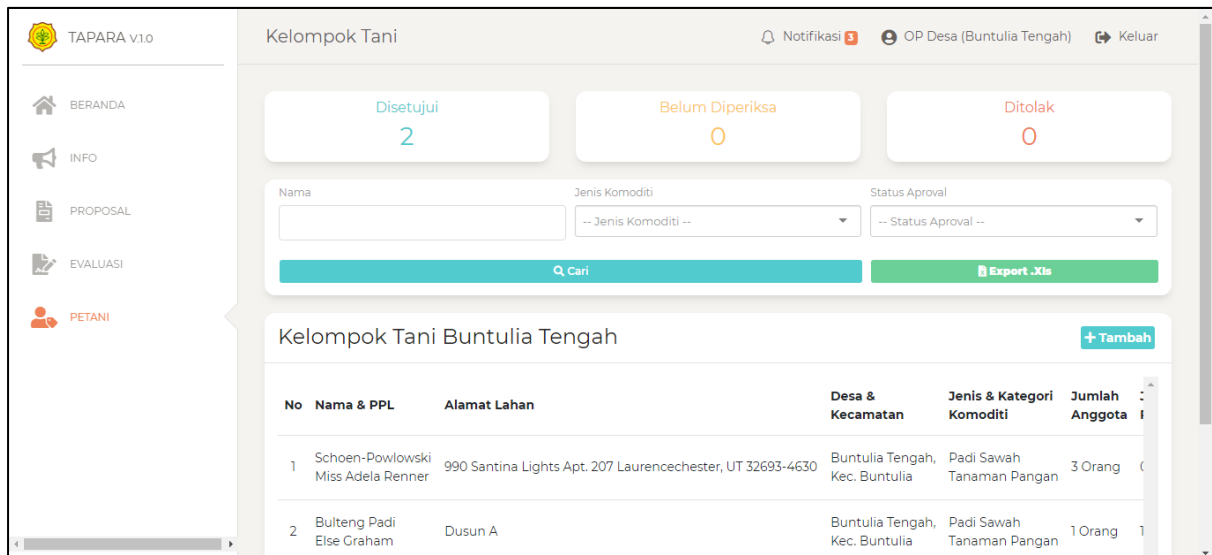 TAPARA V.1.0
Kelompok Tani
Notifikasi 3
OP Desa (Buntulia Tengah)
Keluar
BERANDA
INFO
PROPOSAL
EVALUASI
PETANI
Disetujui
2
Belum Diperiksa
0
Ditolak
0
Nama
Jenis Komoditi
Status Aproval
-- Jenis Komoditi --
-- Status Aproval --
Cari
Export .Xls
Kelompok Tani Buntulia Tengah
+ Tambah
No
Nama & PPL
Alamat Lahan
Desa &
Kecamatan
Jenis & Kategori
Komoditi
Jumlah
Anggota
1
Schoen-Powlowski
Miss Adela Renner
990 Santina Lights Apt. 207 Laurencechester, UT 32693-4630
Buntulia Tengah,
Kec. Buntulia
Padi Sawah
Tanaman Pangan
3 Orang
2
Bulteng Padi
Else Graham
Dusun A
Buntulia Tengah,
Kec. Buntulia
Padi Sawah
Tanaman Pangan
1 Orang